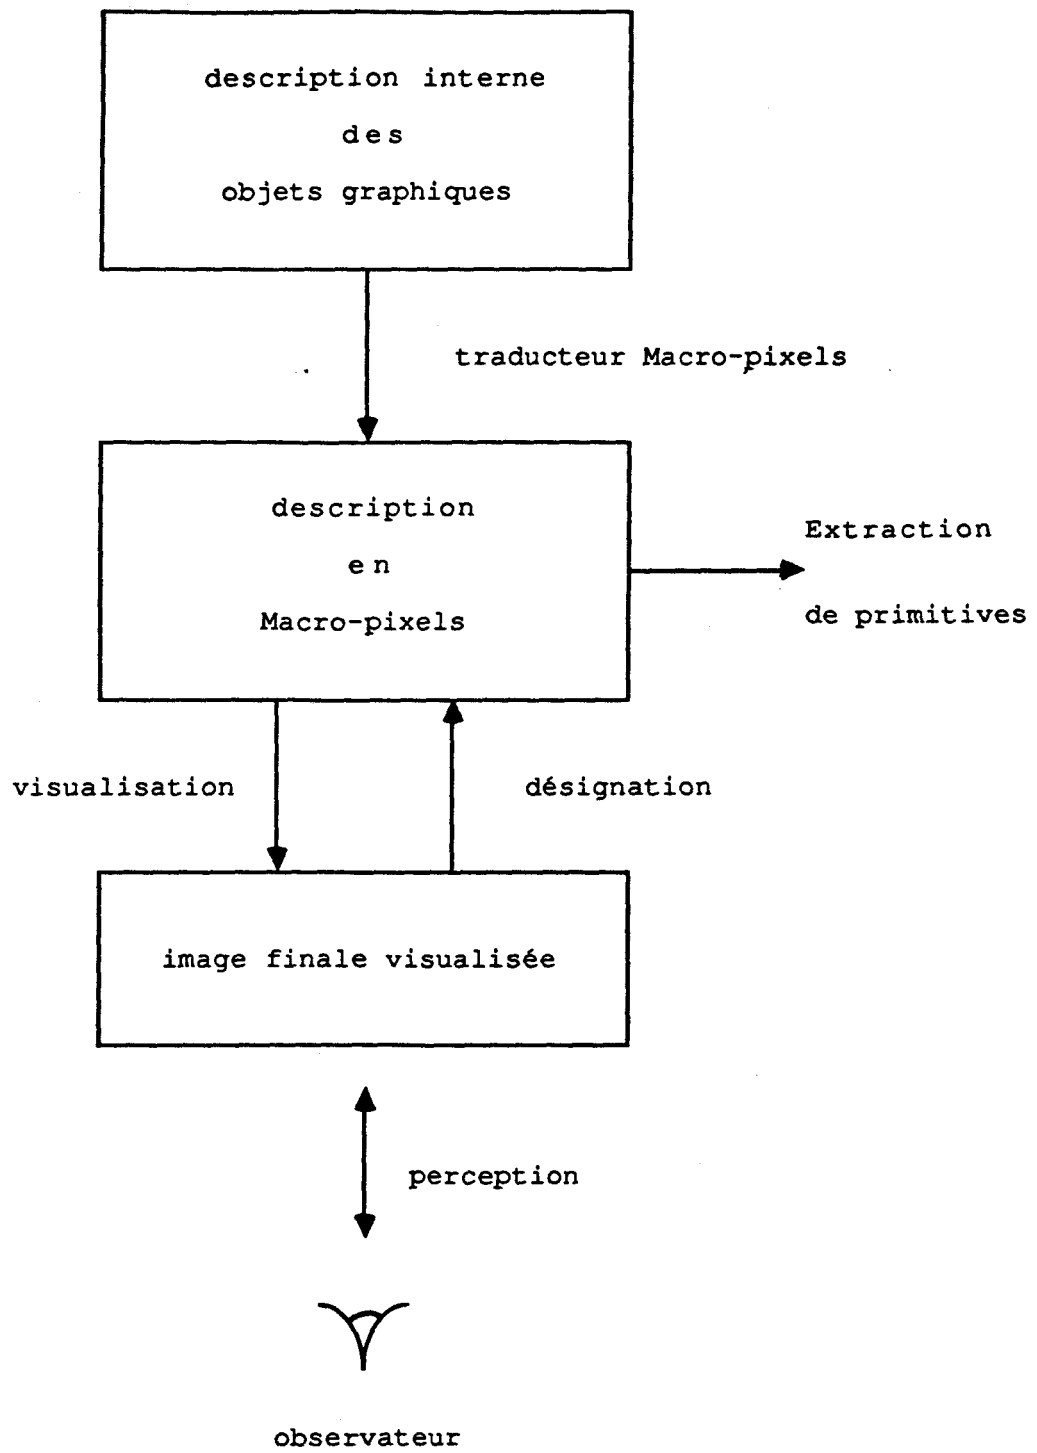 description interne
des
objets graphiques
traducteur Macro-pixels
description
en
Macro-pixels
Extraction
de primitives
visualisation
désignation
image finale visualisée
perception
observateur